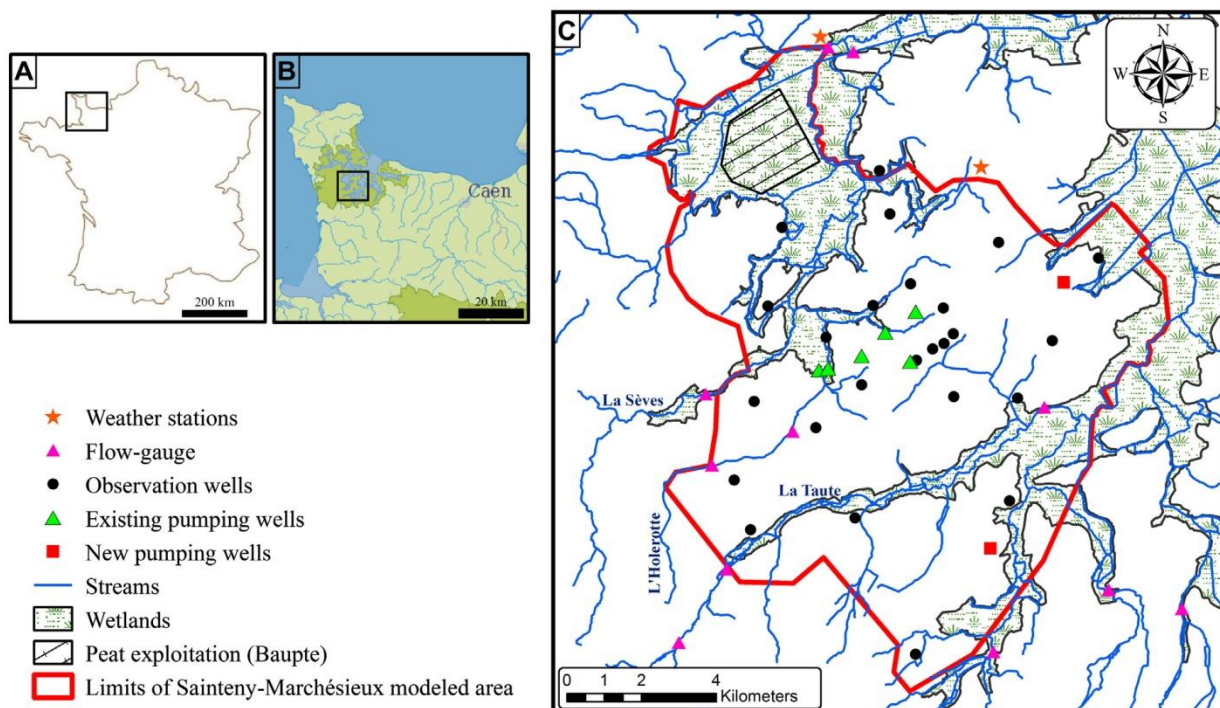 A
200 km
B
Caen
20 km
Weather stations
Flow-gauge
Observation wells
Existing pumping wells
New pumping wells
Streams
Wetlands
Peat exploitation (Baupte)
Limits of Sainteny-Marchésieux modeled area
C
N
W E
S
La Sèves
La Taute
L'Holerotte
0 1 2 4
Kilometers